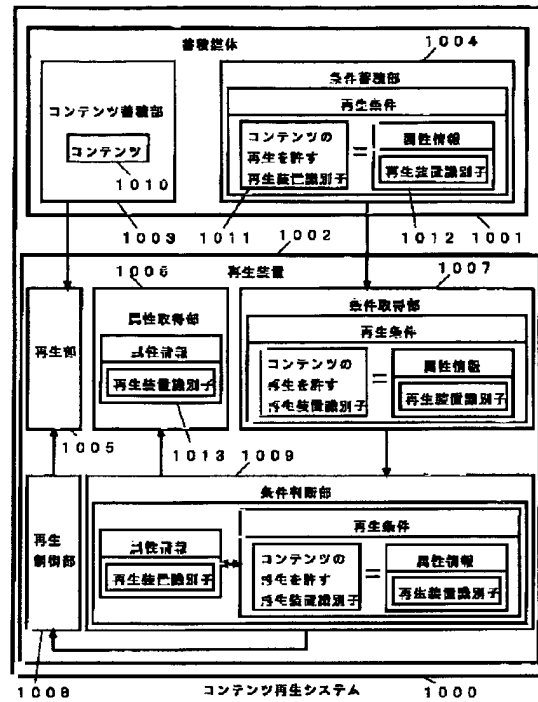 蓄積媒体
1004
条件蓄積部
再生条件
コンテンツ蓄積部
コンテンツ
コンテンツの
再生を許す
再生装置識別子
=
属性情報
再生装置識別子
1010
1003
1011
1012
1001
1002
1006
再生装置
1007
再生部
属性取得部
属性情報
再生装置識別子
条件取得部
再生条件
コンテンツの
再生を許す
再生装置識別子
=
属性情報
再生装置識別子
1005
1013
1009
再生
制御部
条件判断部
属性情報
再生装置識別子
再生条件
コンテンツの
再生を許す
再生装置識別子
=
属性情報
再生装置識別子
1008
コンテンツ再生システム
1000